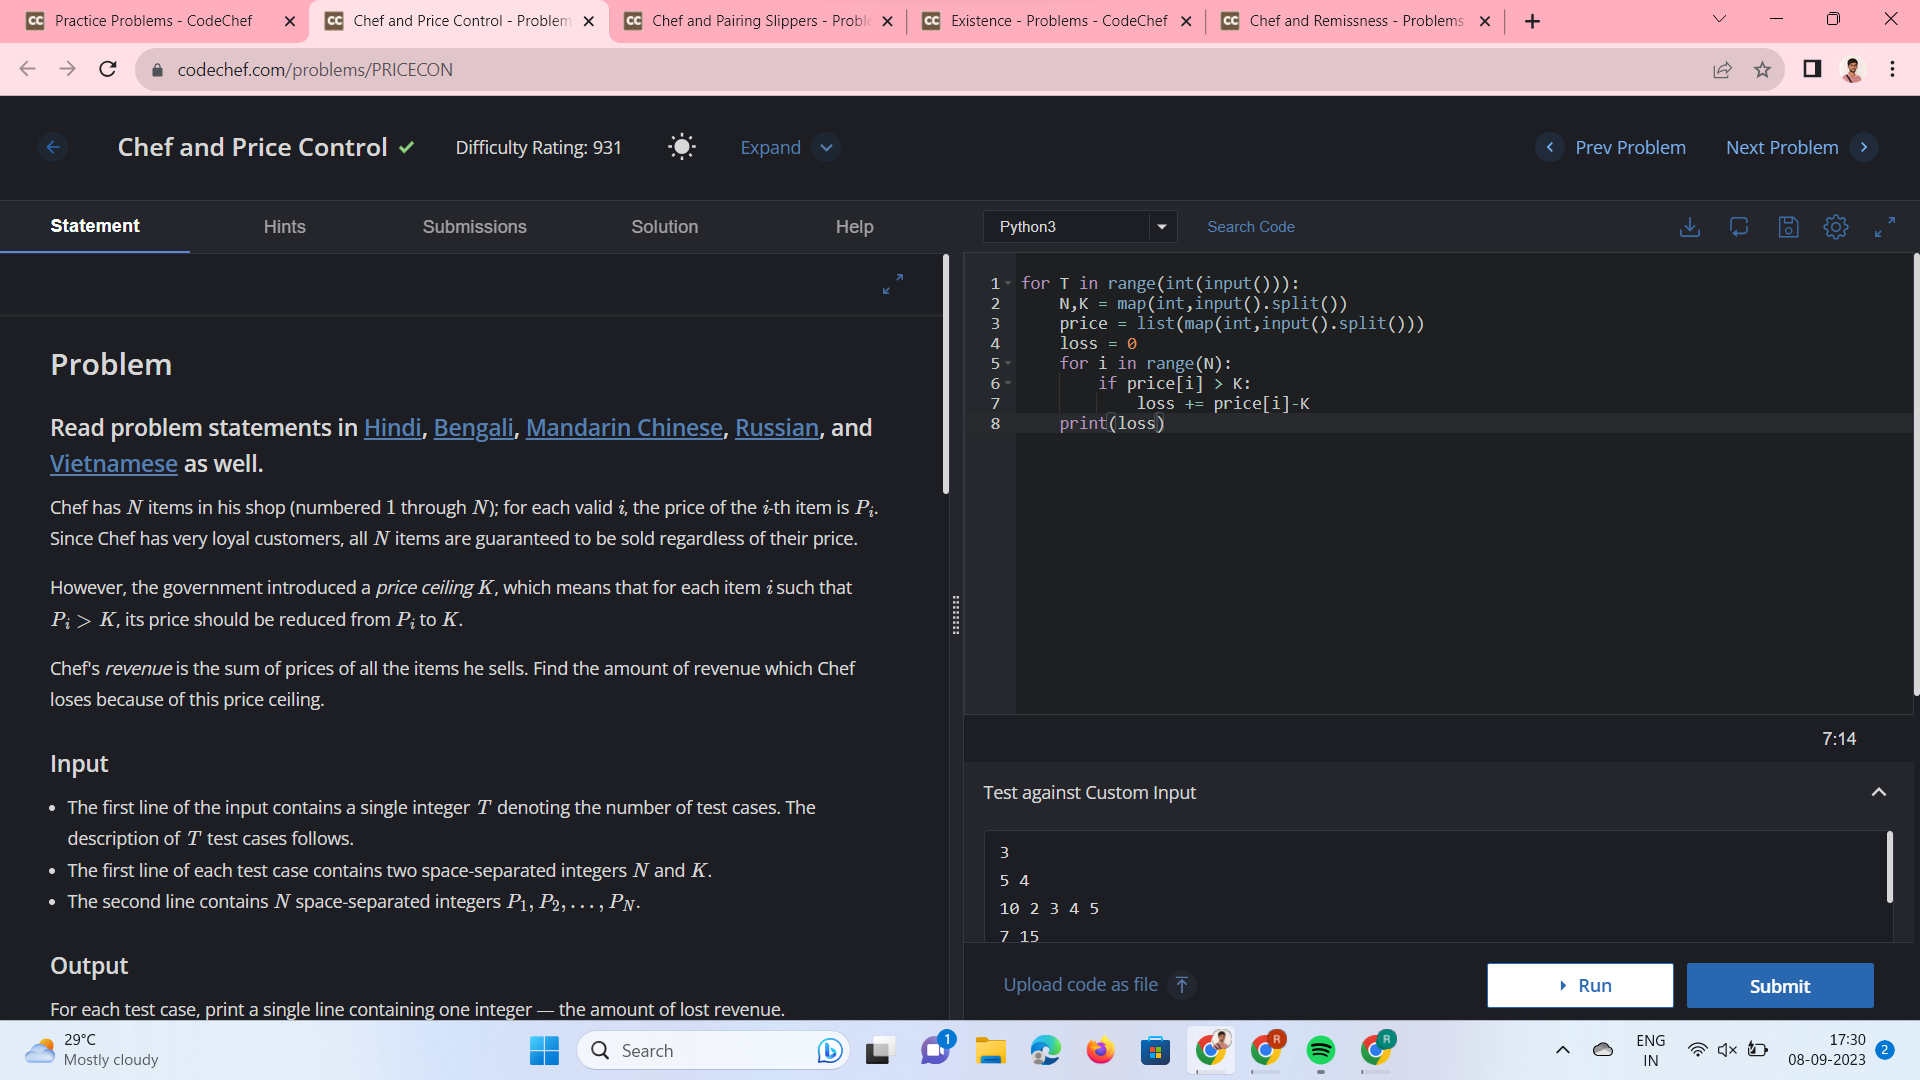 Practice Problems - CodeChef
Chef and Price Control - Problem
Chef and Pairing Slippers - Proble
Existence - Problems - CodeChef
Chef and Remissness - Problems
codechef.com/problems/PRICECON
Chef and Price Control
Difficulty Rating: 931
Expand
Prev Problem
Next Problem
Statement
Hints
Submissions
Solution
Help
Problem
Read problem statements in Hindi, Bengali, Mandarin Chinese, Russian, and
Vietnamese as well.
Chef has N items in his shop (numbered 1 through N); for each valid i, the price of the i-th item is Pi.
Since Chef has very loyal customers, all N items are guaranteed to be sold regardless of their price.
However, the government introduced a price ceiling K, which means that for each item i such that
Pi > K, its price should be reduced from Pi to K.
Chef's revenue is the sum of prices of all the items he sells. Find the amount of revenue which Chef
loses because of this price ceiling.
Input
• The first line of the input contains a single integer T denoting the number of test cases. The
description of T test cases follows.
• The first line of each test case contains two space-separated integers N and K.
• The second line contains N space-separated integers P1, P2, . . . , PN.
Output
For each test case, print a single line containing one integer — the amount of lost revenue.
Python3
Search Code
1 for T in range(int(input())):
2     N,K = map(int,input().split())
3     price = list(map(int,input().split()))
4     loss = 0
5     for i in range(N):
6         if price[i] > K:
7             loss += price[i]-K
8     print(loss)
7:14
Test against Custom Input
3
5 4
10 2 3 4 5
7 15
Upload code as file
Run
Submit
29°C
Mostly cloudy
Search
1
R
R
ENG
IN
17:30
08-09-2023
2